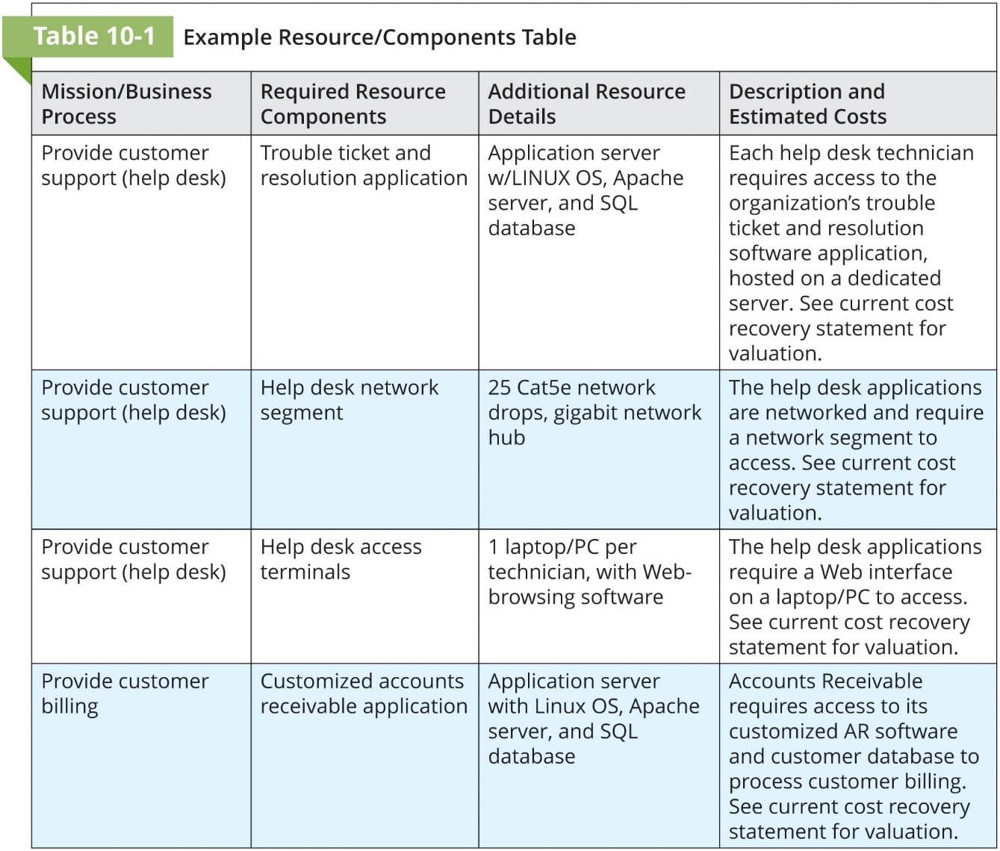 Table 10-1 Example Resource/Components Table
Mission/Business
Process
Required Resource
Components
Additional Resource
Details
Description and
Estimated Costs
Provide customer
support (help desk)
Trouble ticket and
resolution application
Application server
w/LINUX OS, Apache
server, and SQL
database
Each help desk technician
requires access to the
organization’s trouble
ticket and resolution
software application,
hosted on a dedicated
server. See current cost
recovery statement for
valuation.
Provide customer
support (help desk)
Help desk network
segment
25 Cat5e network
drops, gigabit network
hub
The help desk applications
are networked and require
a network segment to
access. See current cost
recovery statement for
valuation.
Provide customer
support (help desk)
Help desk access
terminals
1 laptop/PC per
technician, with Web-
browsing software
The help desk applications
require a Web interface
on a laptop/PC to access.
See current cost recovery
statement for valuation.
Provide customer
billing
Customized accounts
receivable application
Application server
with Linux OS, Apache
server, and SQL
database
Accounts Receivable
requires access to its
customized AR software
and customer database to
process customer billing.
See current cost recovery
statement for valuation.